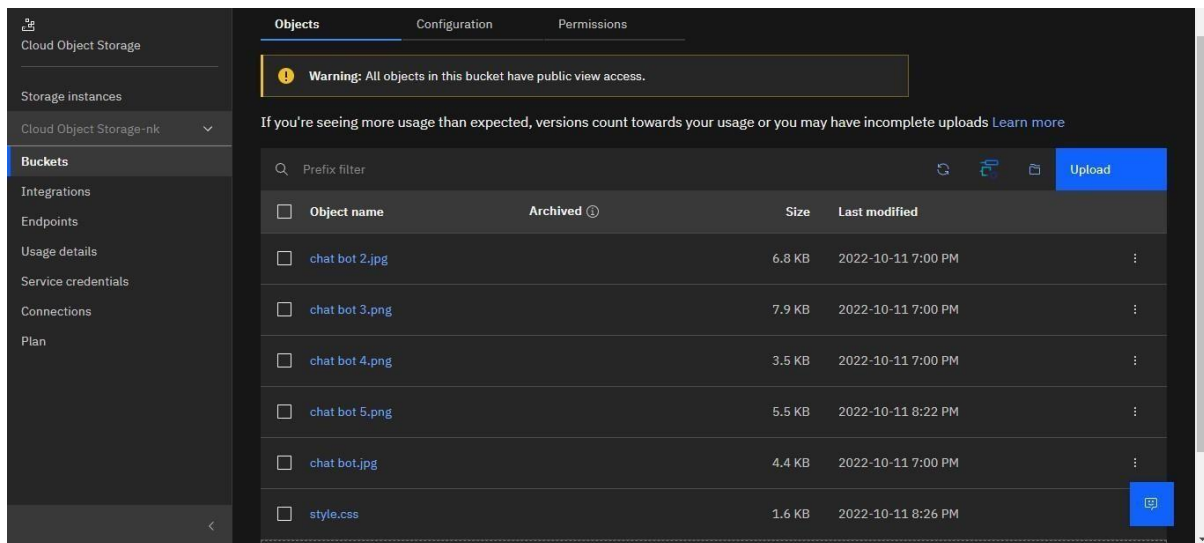 Cloud Object Storage
Storage instances
Cloud Object Storage-nk
Buckets
Integrations
Endpoints
Usage details
Service credentials
Connections
Plan
Objects Configuration Permissions
Warning: All objects in this bucket have public view access.
If you're seeing more usage than expected, versions count towards your usage or you may have incomplete uploads Learn more
Prefix filter Upload
Object name Archived Size Last modified
chat bot 2.jpg 6.8 KB 2022-10-11 7:00 PM
chat bot 3.png 7.9 KB 2022-10-11 7:00 PM
chat bot 4.png 3.5 KB 2022-10-11 7:00 PM
chat bot 5.png 5.5 KB 2022-10-11 8:22 PM
chat bot.jpg 4.4 KB 2022-10-11 7:00 PM
style.css 1.6 KB 2022-10-11 8:26 PM